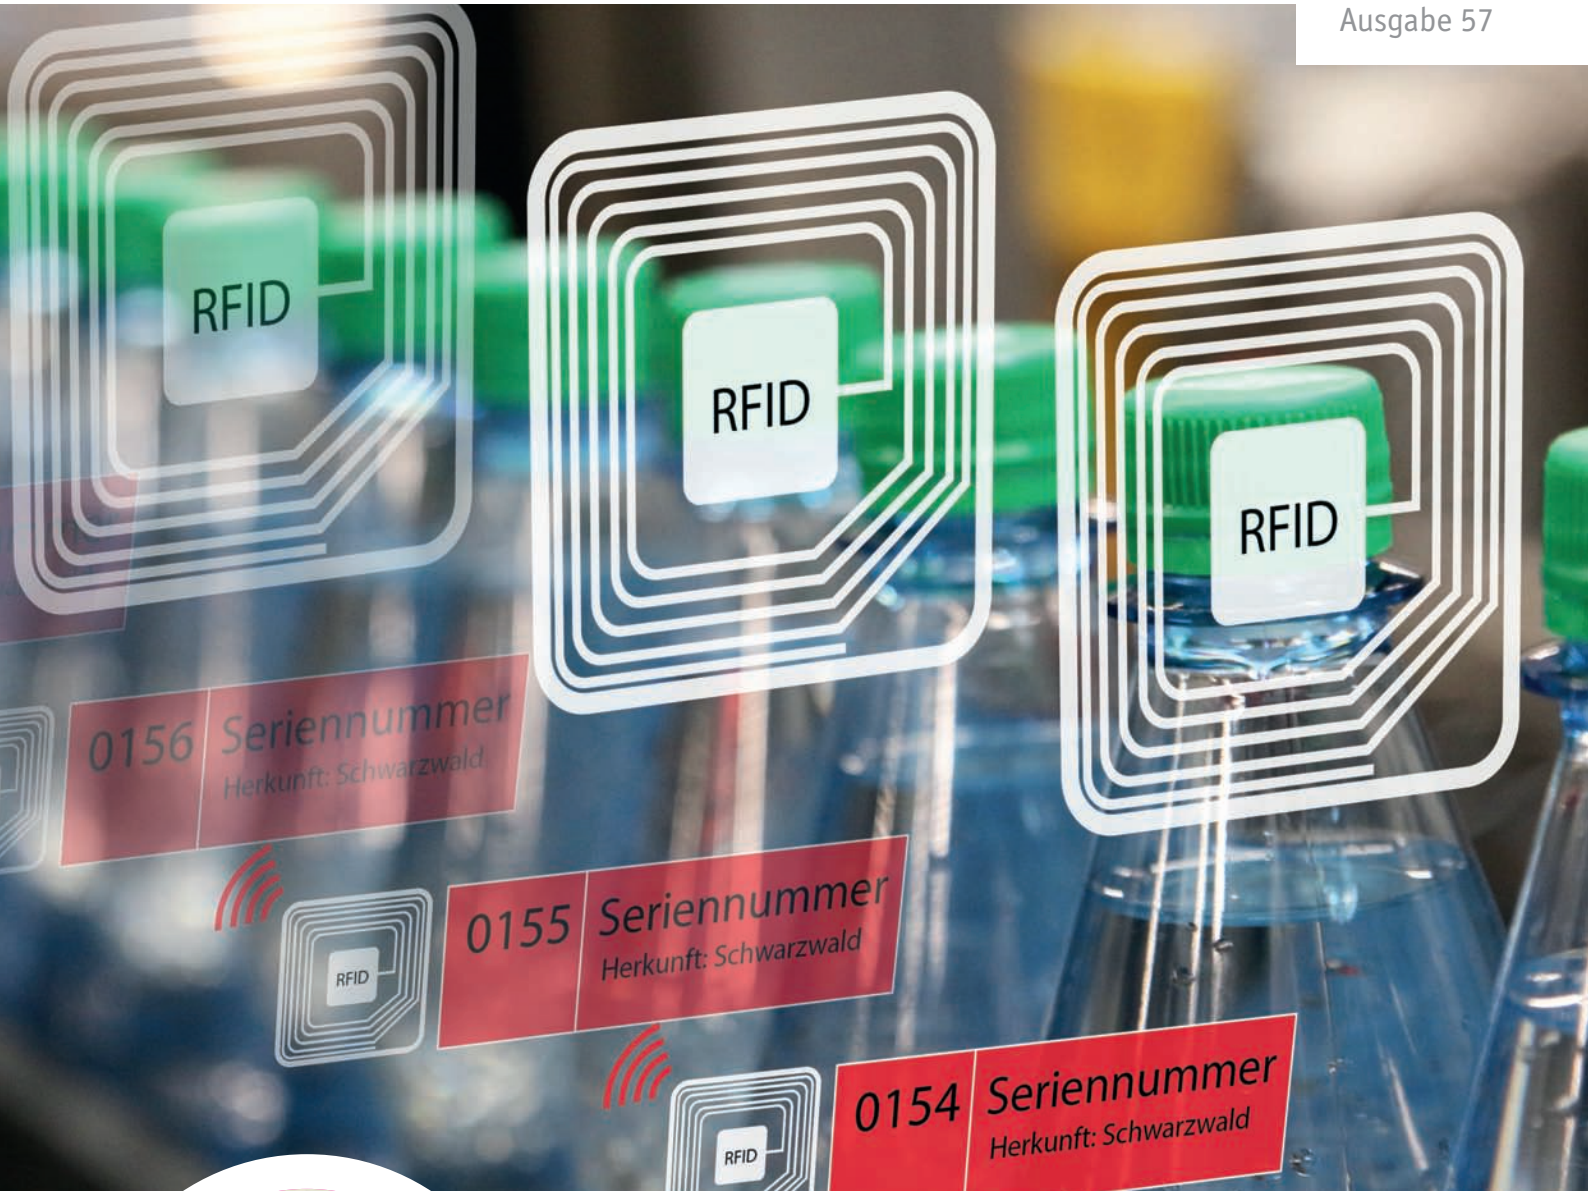 Ausgabe 57
RFID
RFID
RFID
0156 Seriennummer
Herkunft: Schwarzwald
0155 Seriennummer
Herkunft: Schwarzwald
RFID
0154 Seriennummer
Herkunft: Schwarzwald
RFID